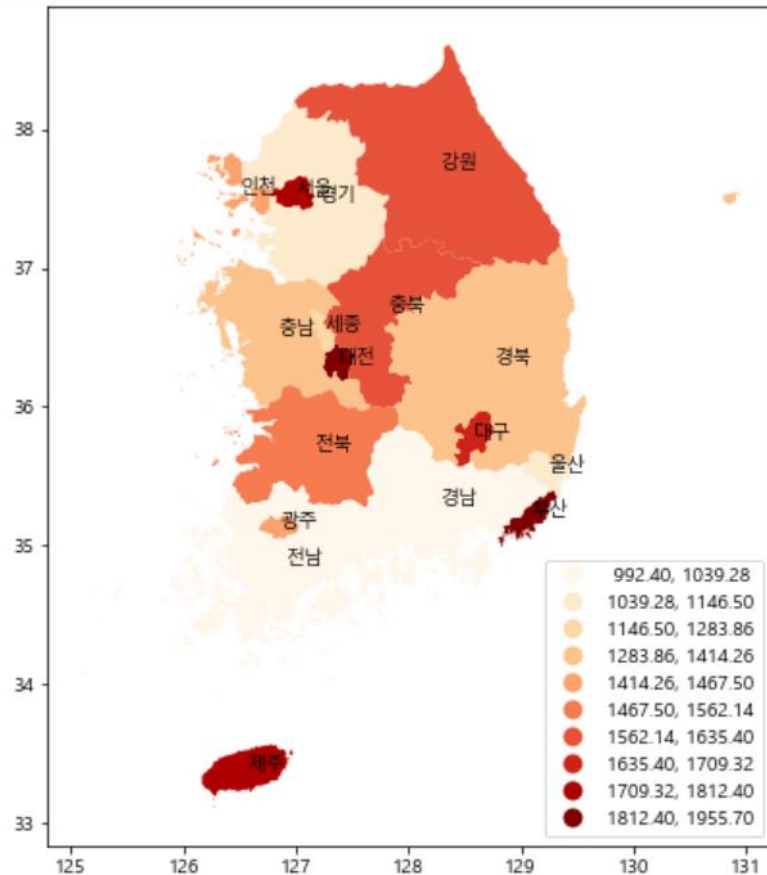 38
37
36
35
34
33
강원
인천
서울
경기
충북
충남
세종
대전
경북
대구
전북
울산
경남
부산
광주
전남
제주
992.40, 1039.28
1039.28, 1146.50
1146.50, 1283.86
1283.86, 1414.26
1414.26, 1467.50
1467.50, 1562.14
1562.14, 1635.40
1635.40, 1709.32
1709.32, 1812.40
1812.40, 1955.70
125
126
127
128
129
130
131